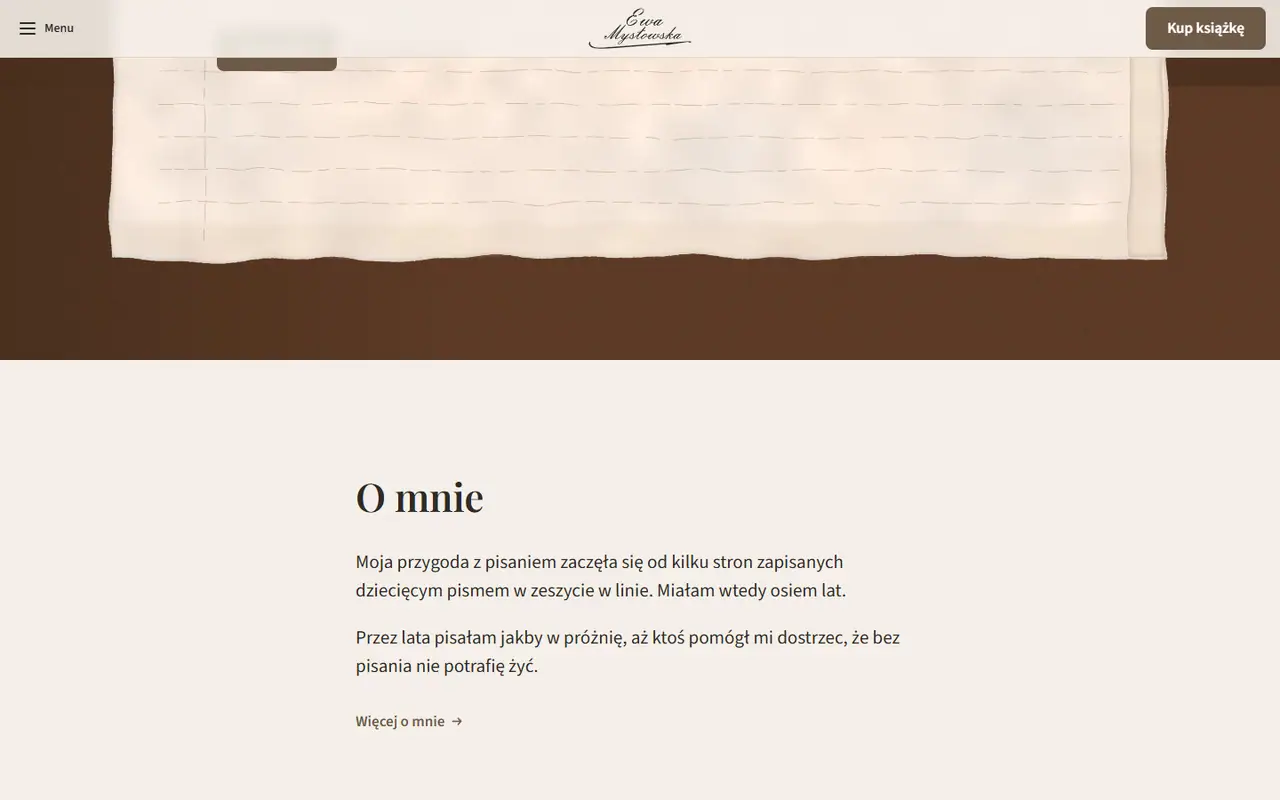 Menu
Ewa
Mysłowska
Kup książkę
O mnie
Moja przygoda z pisaniem zaczęła się od kilku stron zapisanych
dziecięcym pismem w zeszycie w linie. Miałam wtedy osiem lat.
Przez lata pisałam jakby w próżnię, aż ktoś pomógł mi dostrzec, że bez
pisania nie potrafię żyć.
Więcej o mnie →